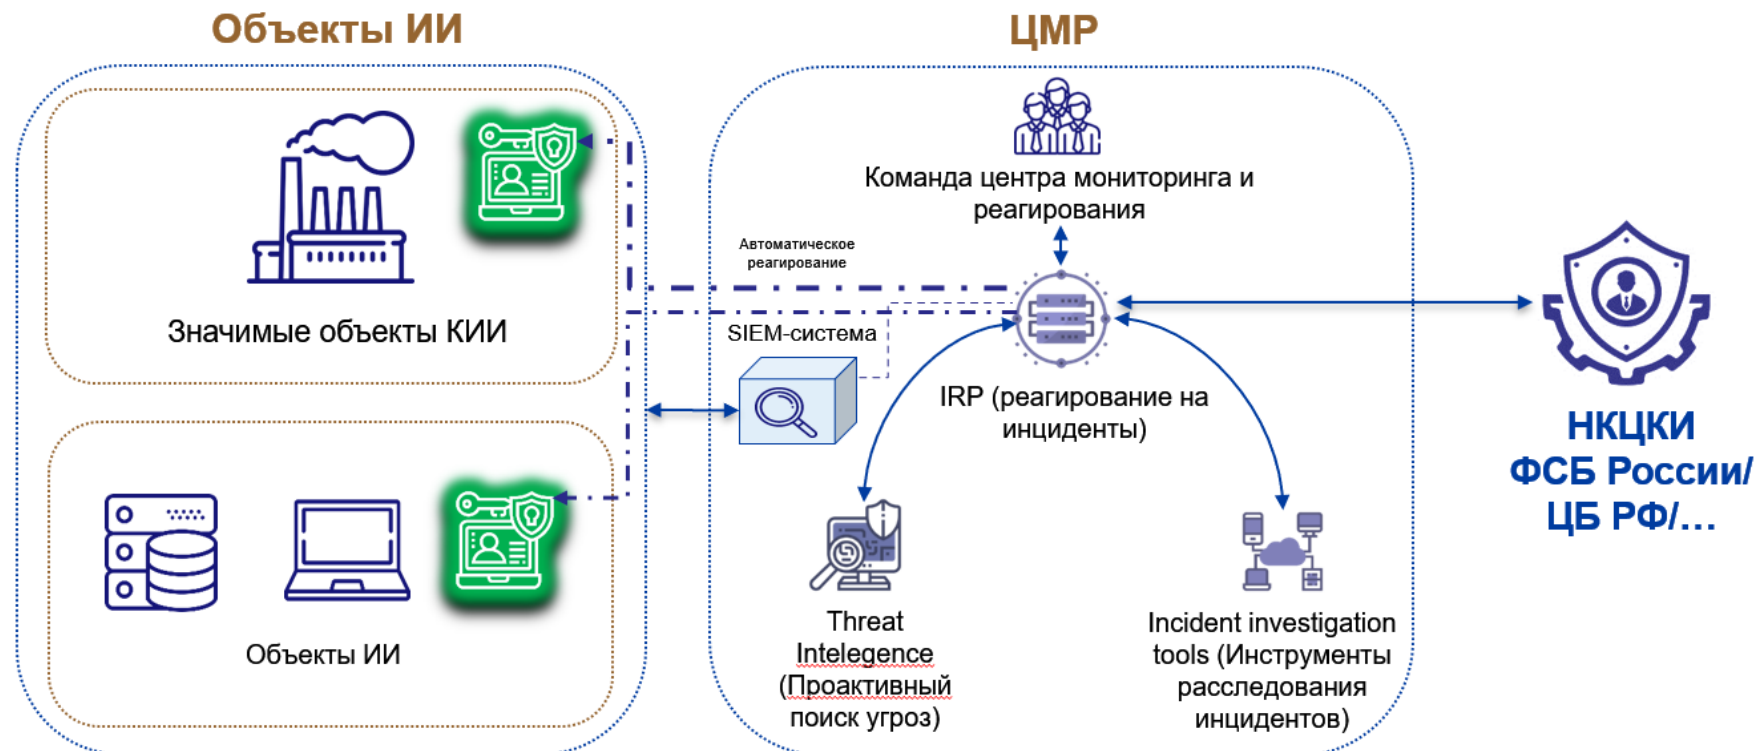 Объекты ИИ
ЦМР
Команда центра мониторинга и
реагирования
Автоматическое
реагирование
Значимые объекты КИИ
SIEM-система
IRP (реагирование на
инциденты)
НКЦКИ
ФСБ России/
ЦБ РФ/...
Объекты ИИ
Threat
Intelegence
(Проактивный
поиск угроз)
Incident investigation
tools (Инструменты
расследования
инцидентов)